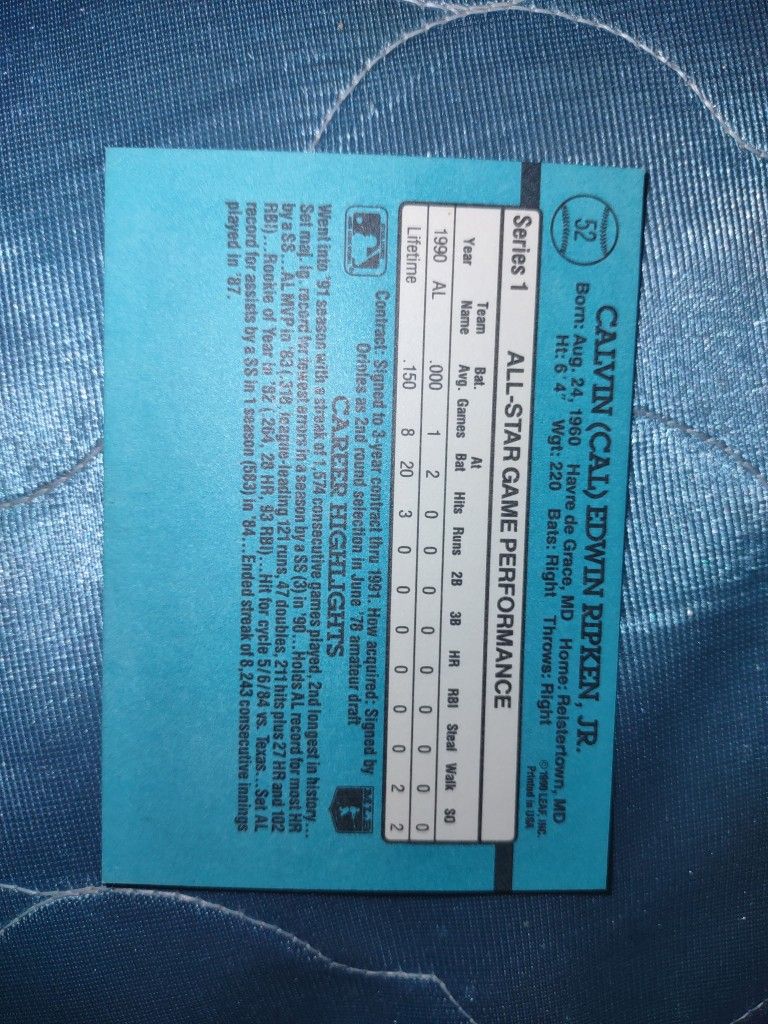 52
CALVIN (CAL) EDWIN RIPKEN, JR.
Born: Aug. 24, 1960 Havre de Grace, MD Home: Reistertown, MD
Ht: 6' 4" Wgt: 220 Bats: Right Throws: Right
© 1990 LEAF, INC.
Printed in USA
Series 1 ALL-STAR GAME PERFORMANCE
Year Team Name Bat. Avg. Games At Bat Hits Runs 2B 3B HR RBI Steal Walk SO
1990 AL .000 1 2 0 0 0 0 0 0 0 0 0
Lifetime .150 8 20 3 0 0 0 0 0 0 2 2
Contract: Signed to 3-year contract thru 1991. How acquired: Signed by
Orioles as 2nd round selection in June '78 amateur draft
MLB
CAREER HIGHLIGHTS
Went into '91 season with a streak of 1,574 consecutive games played, 2nd longest in history...
Set maj. lg. record for fewest errors in a season by a SS (3) in '90...Holds AL record for most HR
by a SS...AL MVP in '83 (.318, league-leading 121 runs, 47 doubles, 211 hits plus 27 HR and 102
RBI)...Rookie of Year in '82 (.264, 28 HR, 93 RBI)...Hit for cycle 5/6/84 vs. Texas...Set AL
record for assists by a SS in 1 season (583) in '84...Ended streak of 8,243 consecutive innings
played in '87.